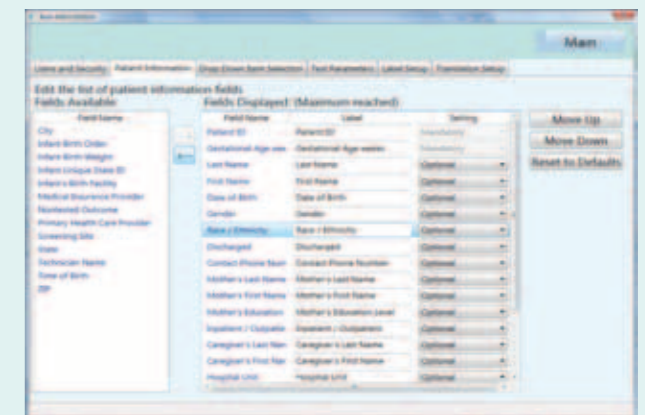 Main
Users and Security Patient Information Drop Down Item Selection Test Parameters Label Setup Translation Setup
Edit the list of patient information fields
Fields Available Fields Displayed: (Maximum reached)
Field Name Field Name Label Setting Move Up
City Patient ID Patient ID Mandatory Move Down
Infant Birth Order Gestational Age Gestational Age weeks Mandatory Reset to Defaults
Infant Birth Weight Last Name Last Name Optional
Infant Unique State ID First Name First Name Optional
Infant's Birth Facility Date of Birth Date of Birth Optional
Medical Insurance Provider Gender Gender Optional
Nontested Outcome Race / Ethnicity Race / Ethnicity Optional
Primary Health Care Provider Discharged Discharged Optional
Screening Site Contact Phone Num Contact Phone Number Optional
State Mother's Last Name Mother's Last Name Optional
Technician Name Mother's First Name Mother's First Name Optional
Time of Birth Mother's Education Mother's Education Level Optional
ZIP Inpatient / Outpatie Inpatient / Outpatient Optional
Caregiver's Last Nam Caregiver's Last Name Optional
Caregiver's First Nar Caregiver's First Name Optional
Hospital Unit Hospital Unit Optional